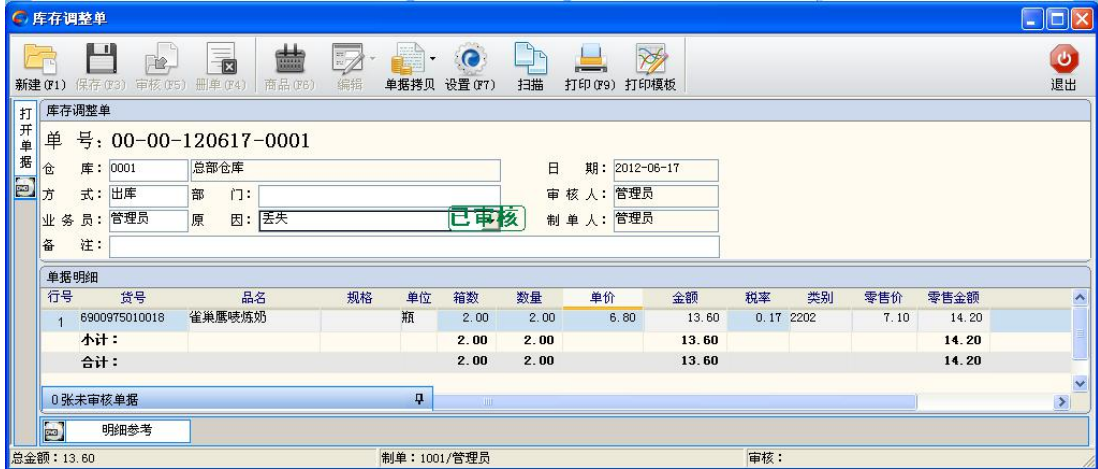 库存调整单
新建(F1) 保存(F3) 审核(F5) 删单(F4) 商品(F6) 编辑 单据拷贝 设置(F7) 扫描 打印(F9) 打印模板 退出
打开单据
库存调整单
单 号: 00-00-120617-0001
仓 库: 0001 总部仓库 日 期: 2012-06-17
方 式: 出库 部 门: 审 核 人: 管理员
业 务 员: 管理员 原 因: 丢失 已审核 制 单 人: 管理员
备 注:
单据明细
行号 货号 品名 规格 单位 箱数 数量 单价 金额 税率 类别 零售价 零售金额
1 6900975010018 雀巢鹰唛炼奶 瓶 2.00 2.00 6.80 13.60 0.17 2202 7.10 14.20
小计: 2.00 2.00 13.60 14.20
合计: 2.00 2.00 13.60 14.20
0张未审核单据
明细参考
总金额:13.60 制单:1001/管理员 审核: